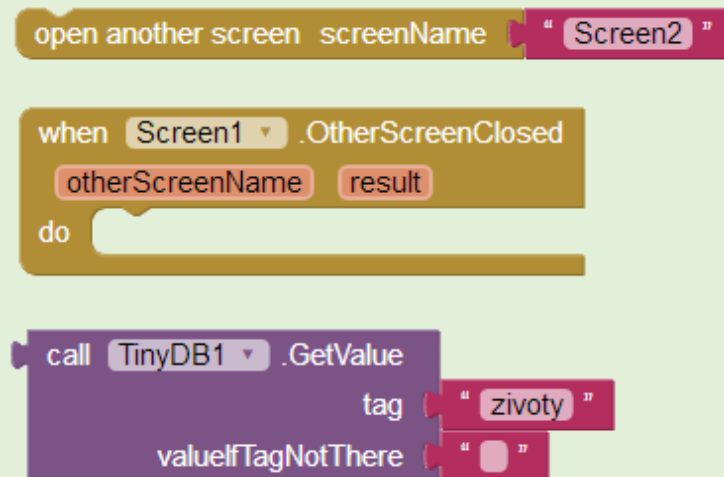 open another screen screenName " Screen2 "
when Screen1 .OtherScreenClosed
otherScreenName result
do
call TinyDB1 .GetValue
tag " zivoty "
valueIfTagNotThere " "